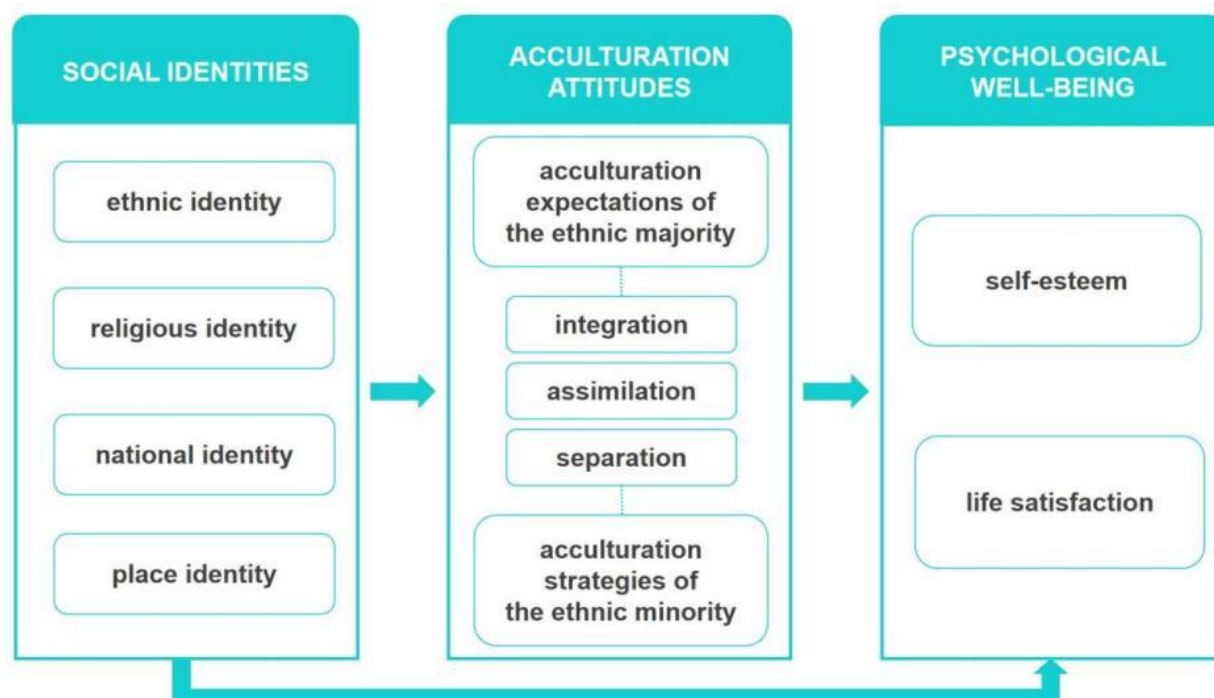 SOCIAL IDENTITIES
ethnic identity
religious identity
national identity
place identity
ACCULTURATION
ATTITUDES
acculturation
expectations of
the ethnic majority
integration
assimilation
separation
acculturation
strategies of
the ethnic minority
PSYCHOLOGICAL
WELL-BEING
self-esteem
life satisfaction